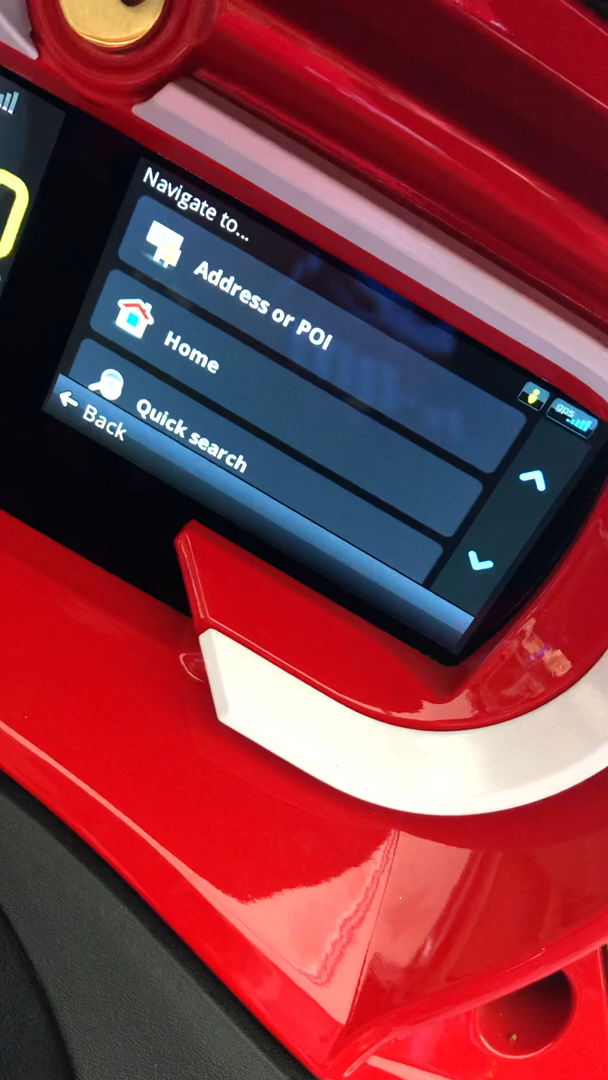 Navigate to...
Address or POI
Home
Quick search
Back
gps